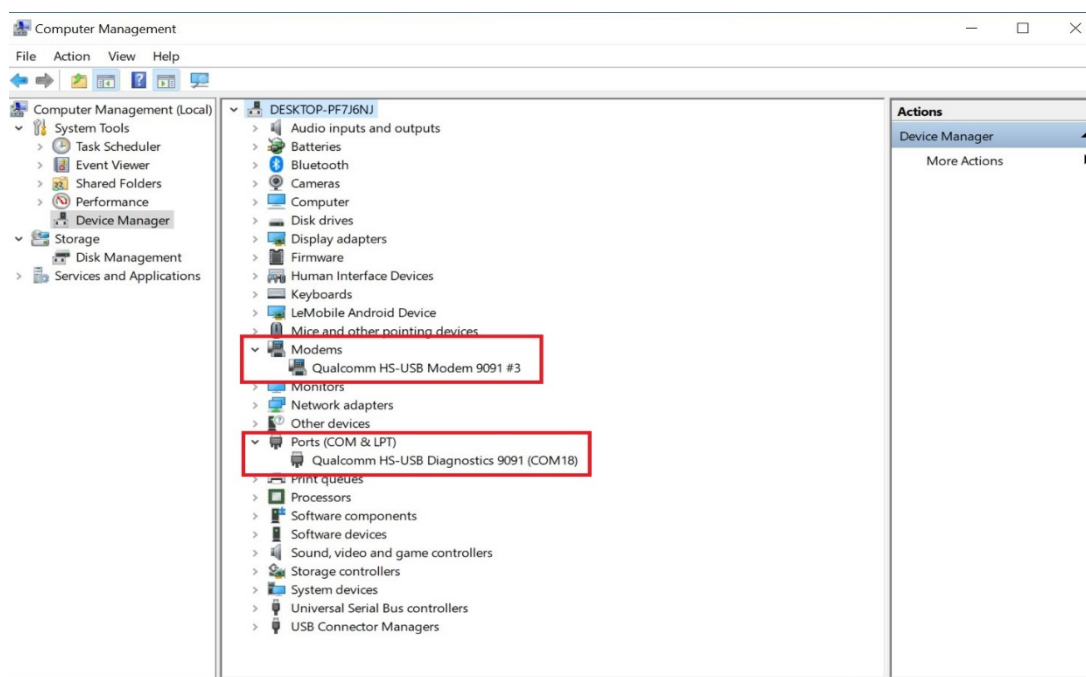 Computer Management
File Action View Help
Computer Management (Local)
System Tools
Task Scheduler
Event Viewer
Shared Folders
Performance
Device Manager
Storage
Disk Management
Services and Applications
DESKTOP-PF7J6NJ
Audio inputs and outputs
Batteries
Bluetooth
Cameras
Computer
Disk drives
Display adapters
Firmware
Human Interface Devices
Keyboards
LeMobile Android Device
Mice and other pointing devices
Modems
Qualcomm HS-USB Modem 9091 #3
Monitors
Network adapters
Other devices
Ports (COM & LPT)
Qualcomm HS-USB Diagnostics 9091 (COM18)
Print queues
Processors
Software components
Software devices
Sound, video and game controllers
Storage controllers
System devices
Universal Serial Bus controllers
USB Connector Managers
Actions
Device Manager
More Actions